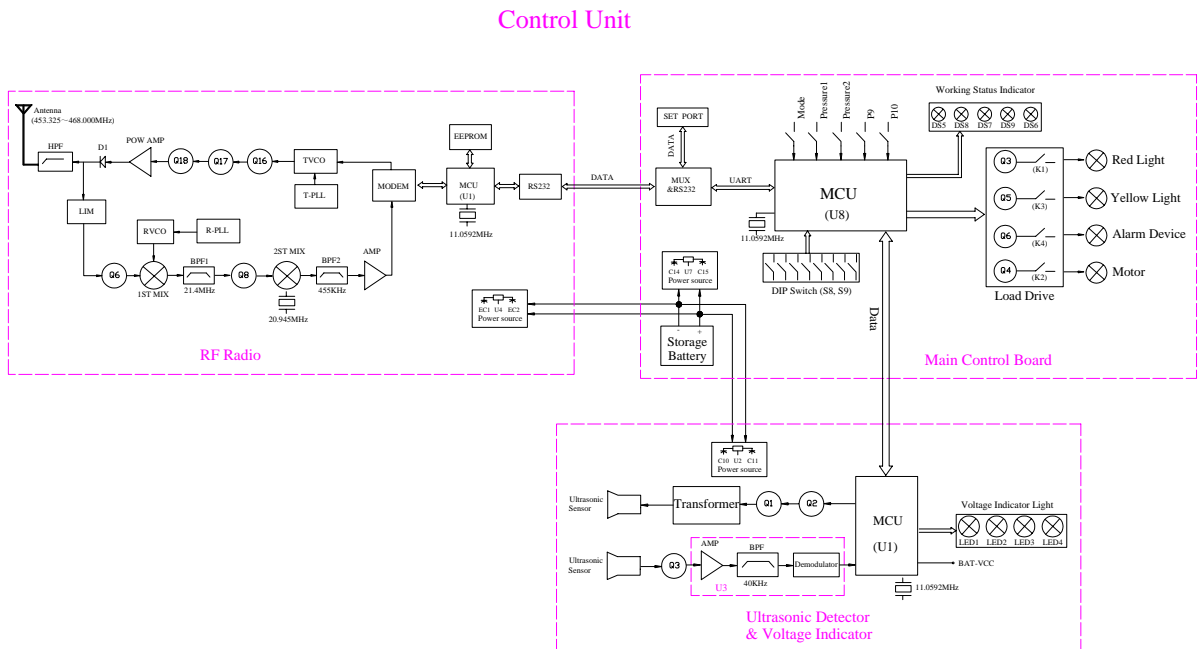 Control Unit
Antenna
(453.325～468.000MHz)
HPF
D1
POW AMP
Q18
Q17
Q16
TVCO
T-PLL
MODEM
EEPROM
MCU
(U1)
11.0592MHz
RS232
DATA
LIM
RVCO
R-PLL
Q6
1ST MIX
BPF1
21.4MHz
Q8
2ST MIX
20.945MHz
BPF2
455KHz
AMP
EC1 U4 EC2
Power source
RF Radio
SET PORT
DATA
MUX
&RS232
UART
Mode
Pressure1
Pressure2
P9
P10
MCU
(U8)
11.0592MHz
DIP Switch (S8, S9)
Working Status Indicator
DS5 DS8 DS7 DS9 DS6
Q3
(K1)
Red Light
Q5
(K3)
Yellow Light
Q6
(K4)
Alarm Device
Q4
(K2)
Motor
Load Drive
C14 U7 C15
Power source
- +
Storage
Battery
Data
Main Control Board
C10 U2 C11
Power source
Ultrasonic
Sensor
Transformer
Q1
Q2
MCU
(U1)
Voltage Indicator Light
LED1 LED2 LED3 LED4
BAT-VCC
11.0592MHz
Ultrasonic
Sensor
Q3
AMP
BPF
40KHz
Demodulator
U3
Ultrasonic Detector
& Voltage Indicator